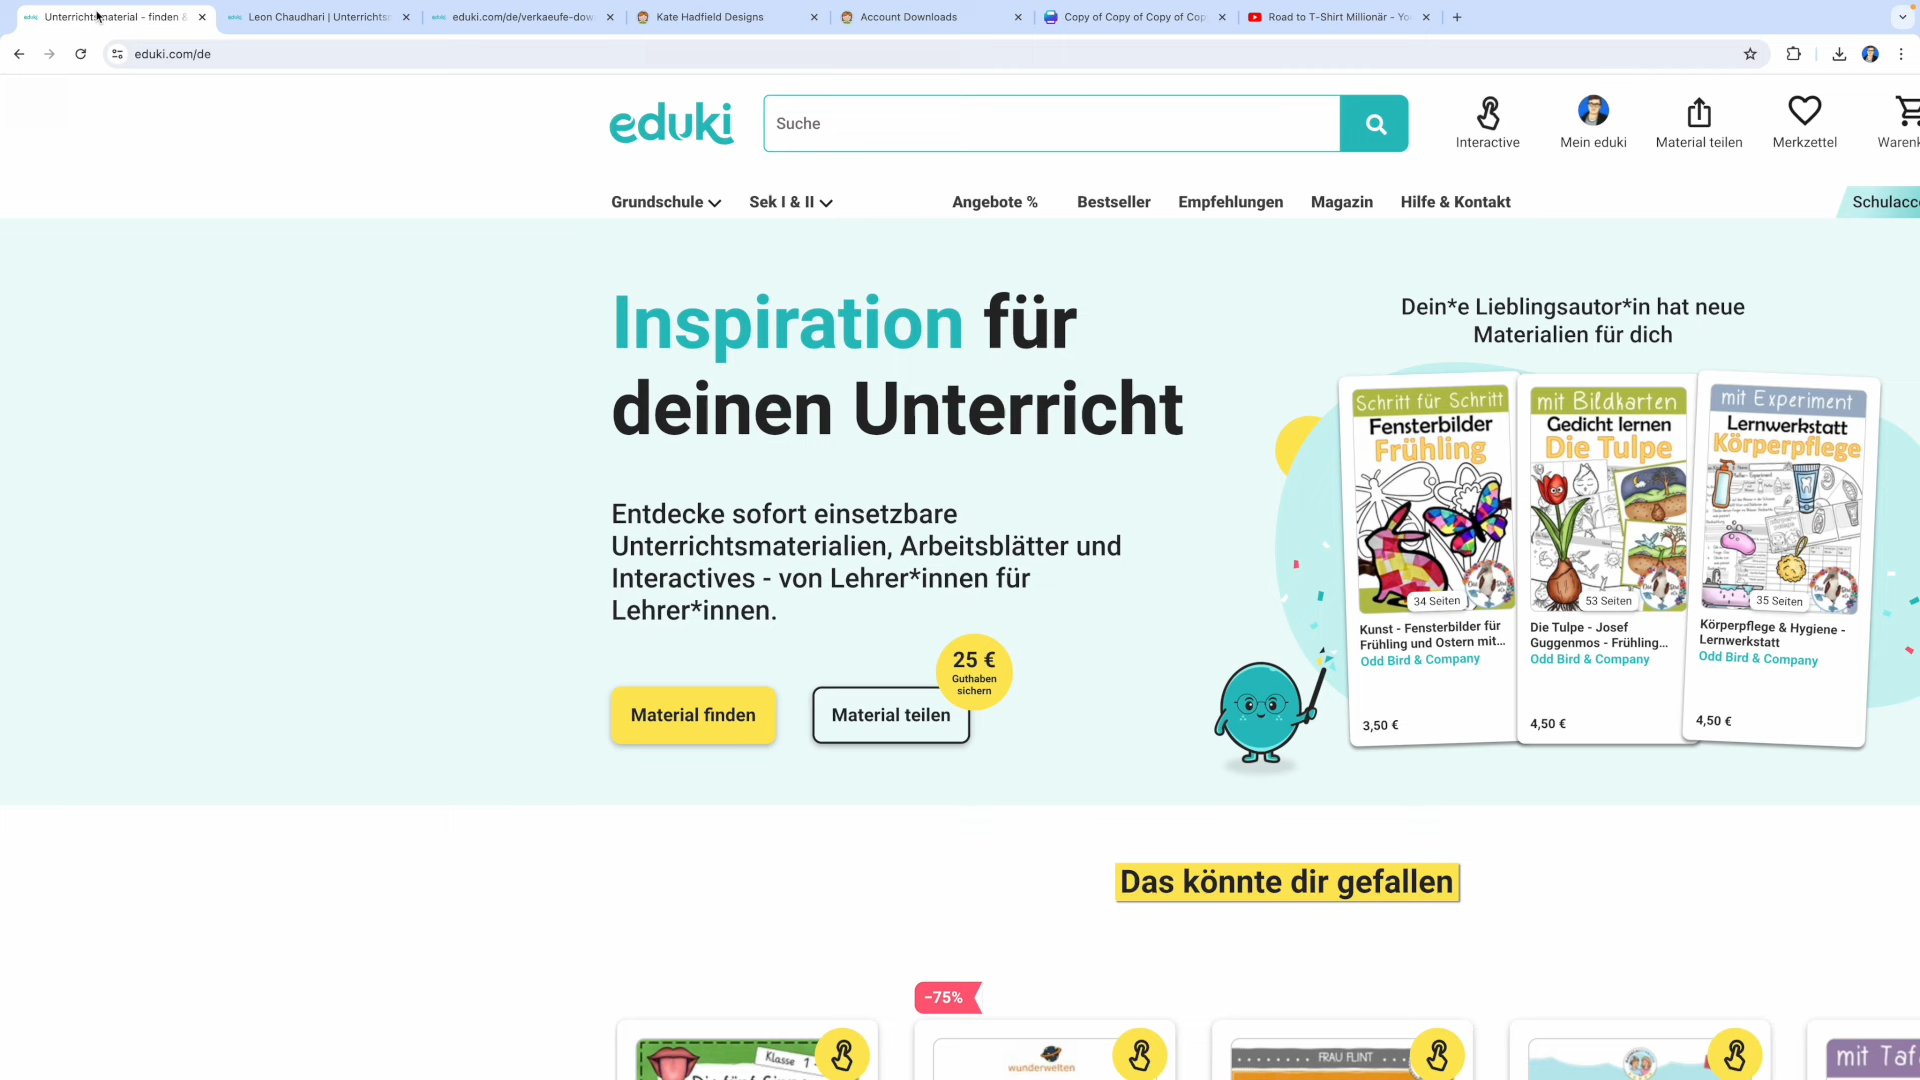 Unterrichtsmaterial - finden &
Leon Chaudhari | Unterrichts
eduki.com/de/verkaeufe-dow
Kate Hadfield Designs
Account Downloads
Copy of Copy of Copy of Cop
Road to T-Shirt Millionär - Yo
eduki.com/de
eduki
Suche
Interactive
Mein eduki
Material teilen
Merkzettel
Warenk
Grundschule
Sek I & II
Angebote %
Bestseller
Empfehlungen
Magazin
Hilfe & Kontakt
Schulacc
Inspiration für
deinen Unterricht
Entdecke sofort einsetzbare
Unterrichtsmaterialien, Arbeitsblätter und
Interactives - von Lehrer*innen für
Lehrer*innen.
Material finden
Material teilen
25 €
Guthaben
sichern
Dein*e Lieblingsautor*in hat neue
Materialien für dich
Schritt für Schritt
Fensterbilder
Frühling
34 Seiten
Kunst - Fensterbilder für
Frühling und Ostern mit...
Odd Bird & Company
3,50 €
mit Bildkarten
Gedicht lernen
Die Tulpe
53 Seiten
Die Tulpe - Josef
Guggenmos - Frühling...
Odd Bird & Company
4,50 €
mit Experiment
Lernwerkstatt
Körperpflege
35 Seiten
Körperpflege & Hygiene -
Lernwerkstatt
Odd Bird & Company
4,50 €
Das könnte dir gefallen
-75%
Klasse 1
Die fünf Sinne
wunderwelten
FRAU FLINT
mit Taf